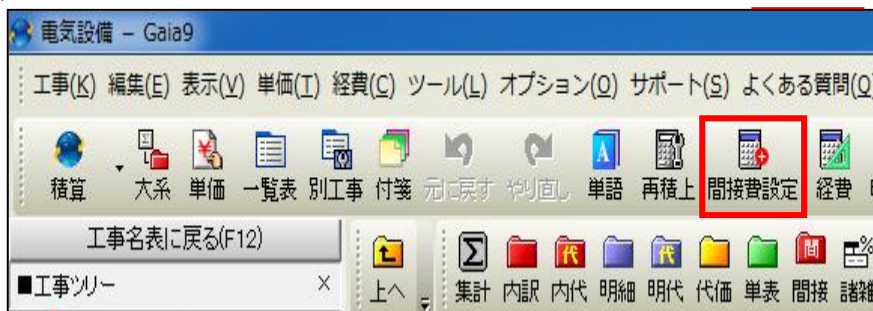 電気設備 – Gaia9
工事(K) 編集(E) 表示(V) 単価(T) 経費(C) ツール(L) オプション(O) サポート(S) よくある質問(Q)
積算 大系 単価 一覧表 別工事 付箋 元に戻す やり直し 単語 再積上 間接費設定 経費
工事名表に戻る(F12)
■工事ツリー ×
上へ 集計 内訳 内代 明細 明代 代価 単表 間接